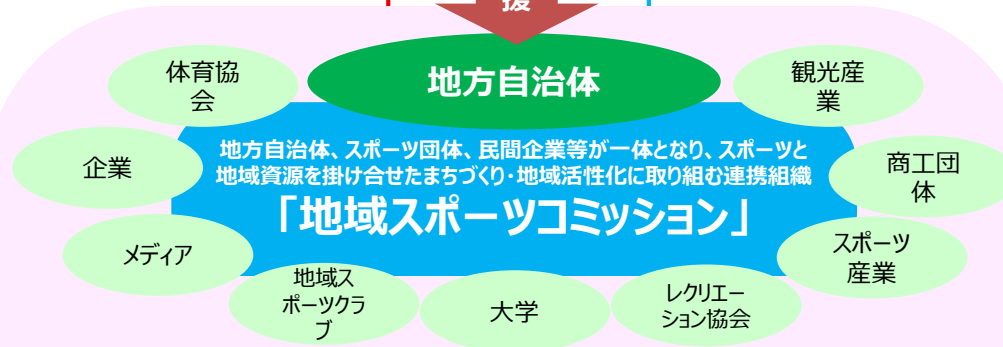 援
地方自治体
体育協
会
観光産
業
地方自治体、スポーツ団体、民間企業等が一体となり、スポーツと
地域資源を掛け合せたまちづくり・地域活性化に取り組む連携組織
「地域スポーツコミッション」
企業
商工団
体
メディア
スポーツ
産業
地域ス
ポーツクラ
ブ
大学
レクリエー
ション協会